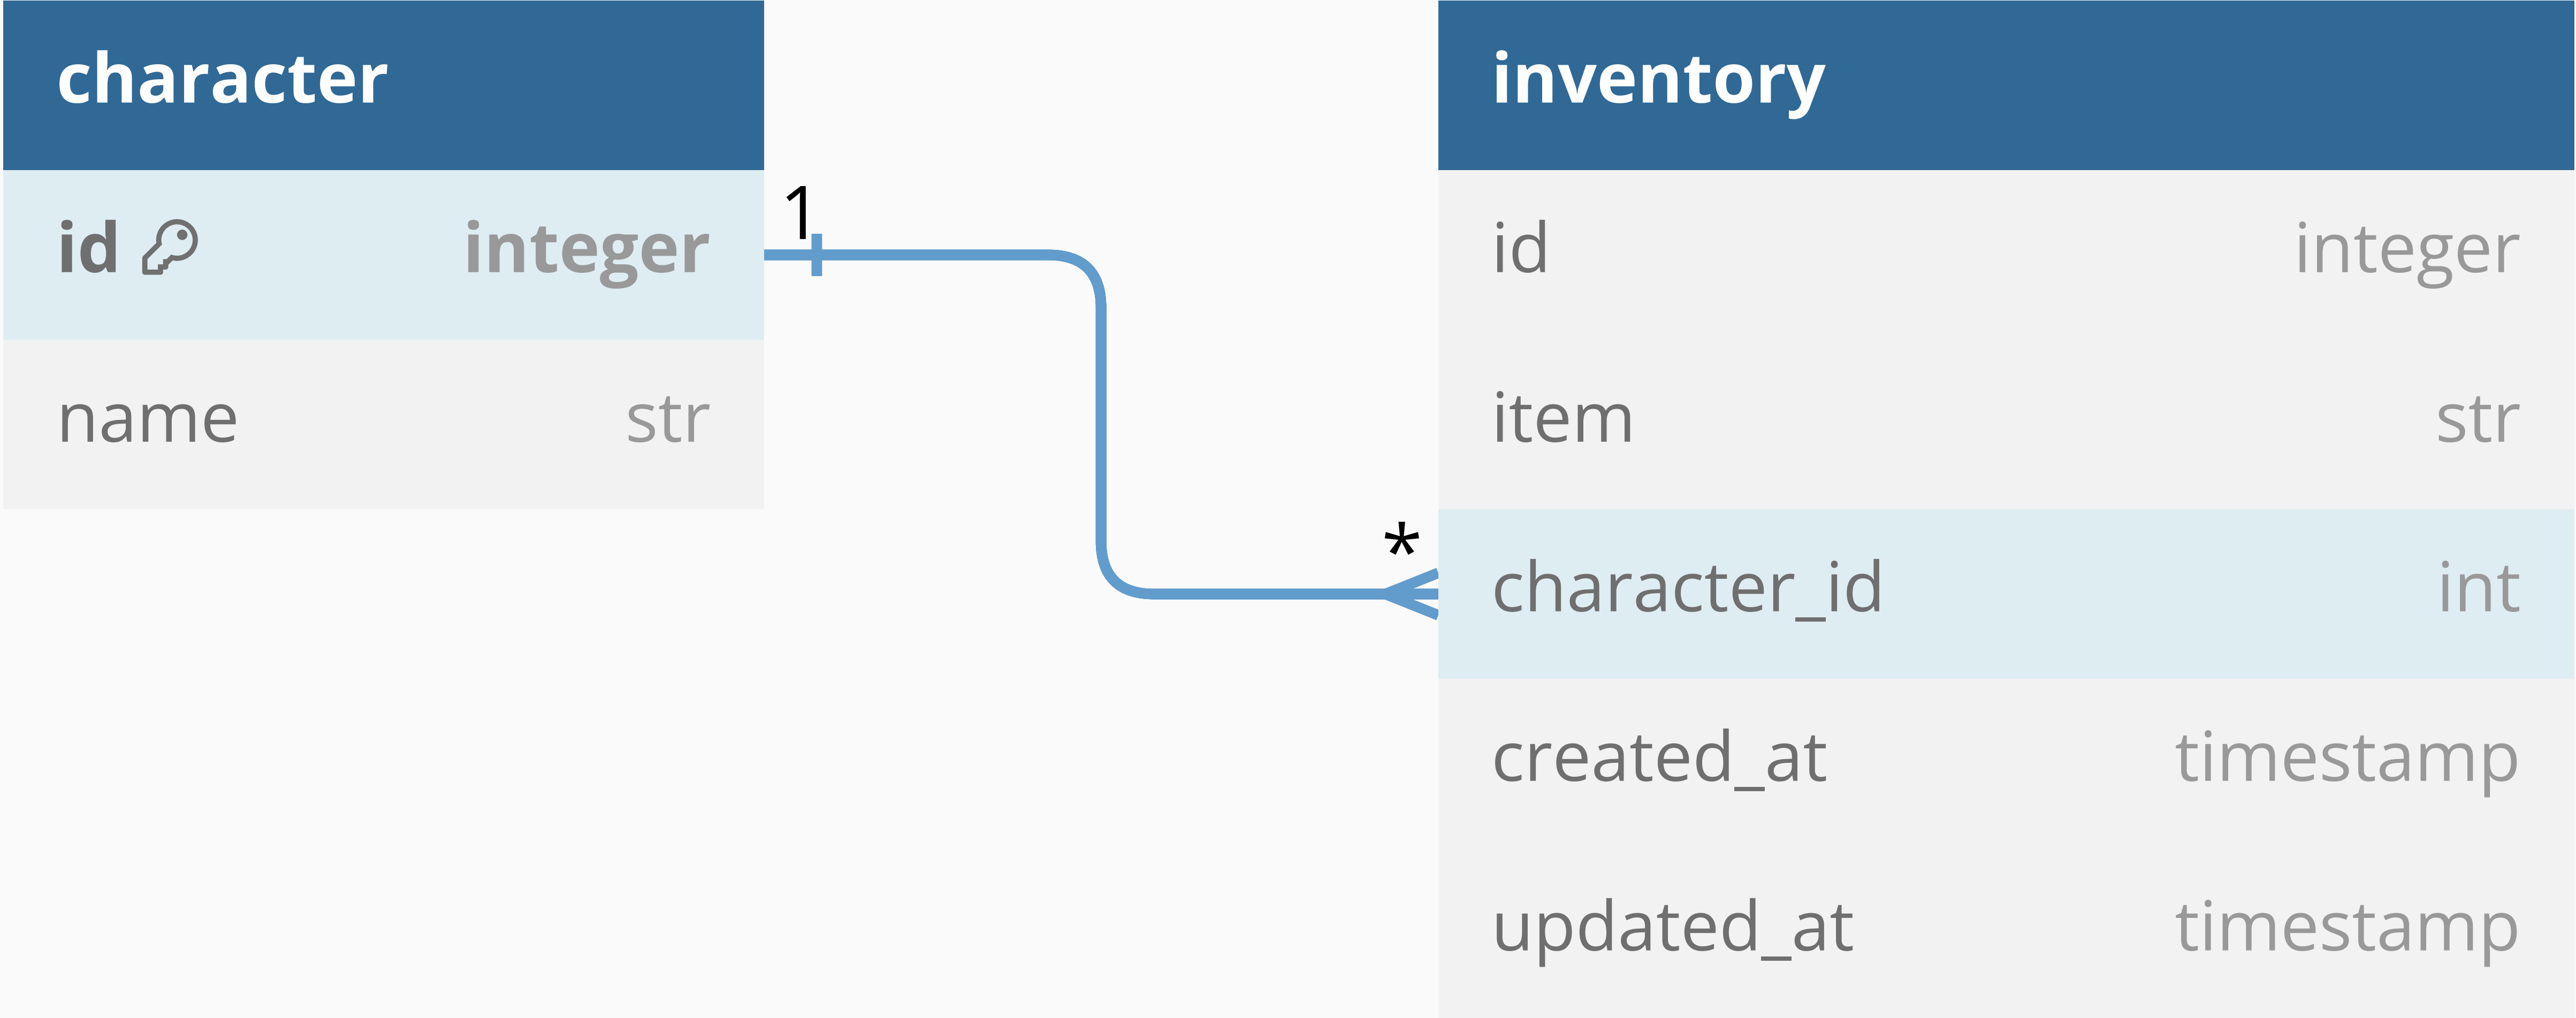 character
id integer
name str
1
*
inventory
id integer
item str
character_id int
created_at timestamp
updated_at timestamp